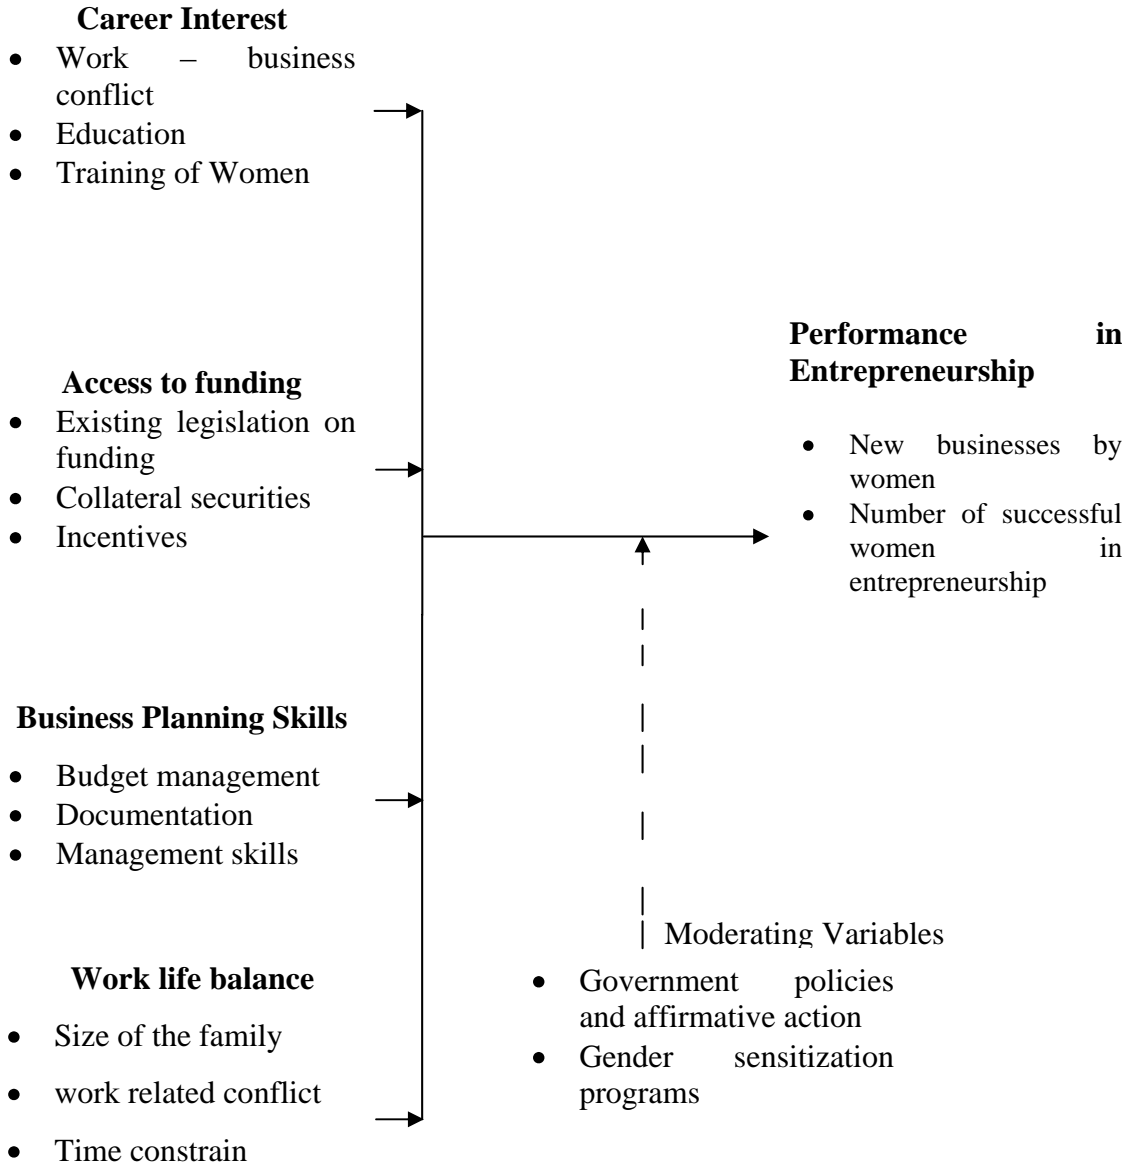 Career Interest
• Work – business
conflict
• Education
• Training of Women
Access to funding
• Existing legislation on
funding
• Collateral securities
• Incentives
Business Planning Skills
• Budget management
• Documentation
• Management skills
Work life balance
• Size of the family
• work related conflict
• Time constrain
Performance in
Entrepreneurship
• New businesses by
women
• Number of successful
women in
entrepreneurship
Moderating Variables
• Government policies
and affirmative action
• Gender sensitization
programs